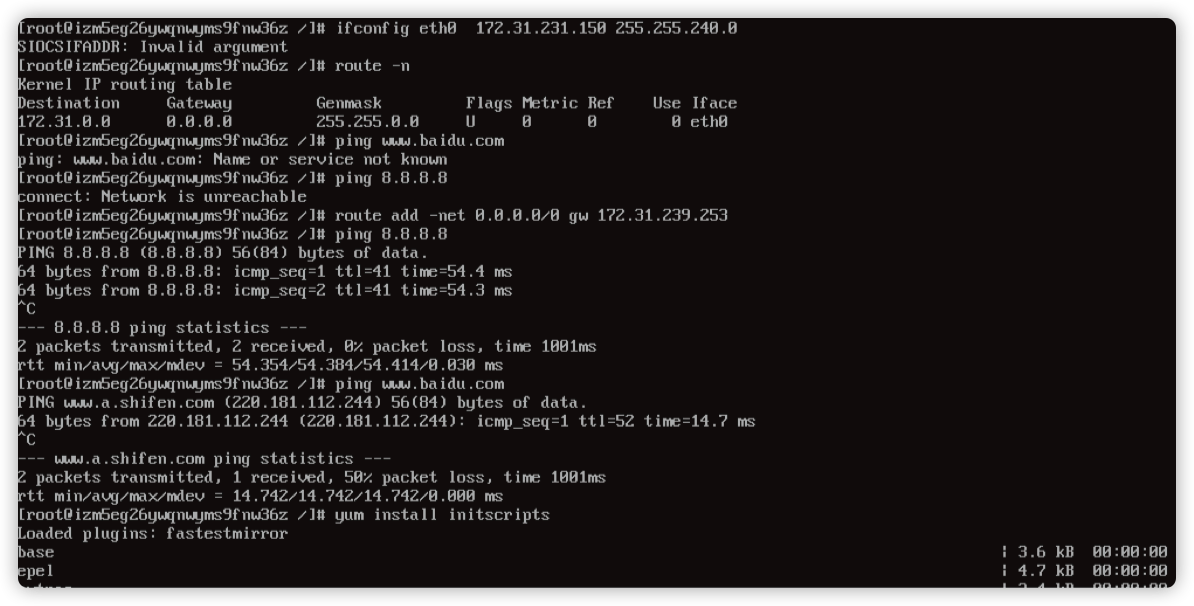 [root@izm5eg26ywqnwyms9fnw36z /]# ifconfig eth0  172.31.231.150 255.255.240.0
SIOCSIFADDR: Invalid argument
[root@izm5eg26ywqnwyms9fnw36z /]# route -n
Kernel IP routing table
Destination     Gateway         Genmask         Flags Metric Ref    Use Iface
172.31.0.0      0.0.0.0         255.255.0.0     U     0      0        0 eth0
[root@izm5eg26ywqnwyms9fnw36z /]# ping www.baidu.com
ping: www.baidu.com: Name or service not known
[root@izm5eg26ywqnwyms9fnw36z /]# ping 8.8.8.8
connect: Network is unreachable
[root@izm5eg26ywqnwyms9fnw36z /]# route add -net 0.0.0.0/0 gw 172.31.239.253
[root@izm5eg26ywqnwyms9fnw36z /]# ping 8.8.8.8
PING 8.8.8.8 (8.8.8.8) 56(84) bytes of data.
64 bytes from 8.8.8.8: icmp_seq=1 ttl=41 time=54.4 ms
64 bytes from 8.8.8.8: icmp_seq=2 ttl=41 time=54.3 ms
^C
--- 8.8.8.8 ping statistics ---
2 packets transmitted, 2 received, 0% packet loss, time 1001ms
rtt min/avg/max/mdev = 54.354/54.384/54.414/0.030 ms
[root@izm5eg26ywqnwyms9fnw36z /]# ping www.baidu.com
PING www.a.shifen.com (220.181.112.244) 56(84) bytes of data.
64 bytes from 220.181.112.244 (220.181.112.244): icmp_seq=1 ttl=52 time=14.7 ms
^C
--- www.a.shifen.com ping statistics ---
2 packets transmitted, 1 received, 50% packet loss, time 1001ms
rtt min/avg/max/mdev = 14.742/14.742/14.742/0.000 ms
[root@izm5eg26ywqnwyms9fnw36z /]# yum install initscripts
Loaded plugins: fastestmirror
base | 3.6 kB  00:00:00
epel | 4.7 kB  00:00:00